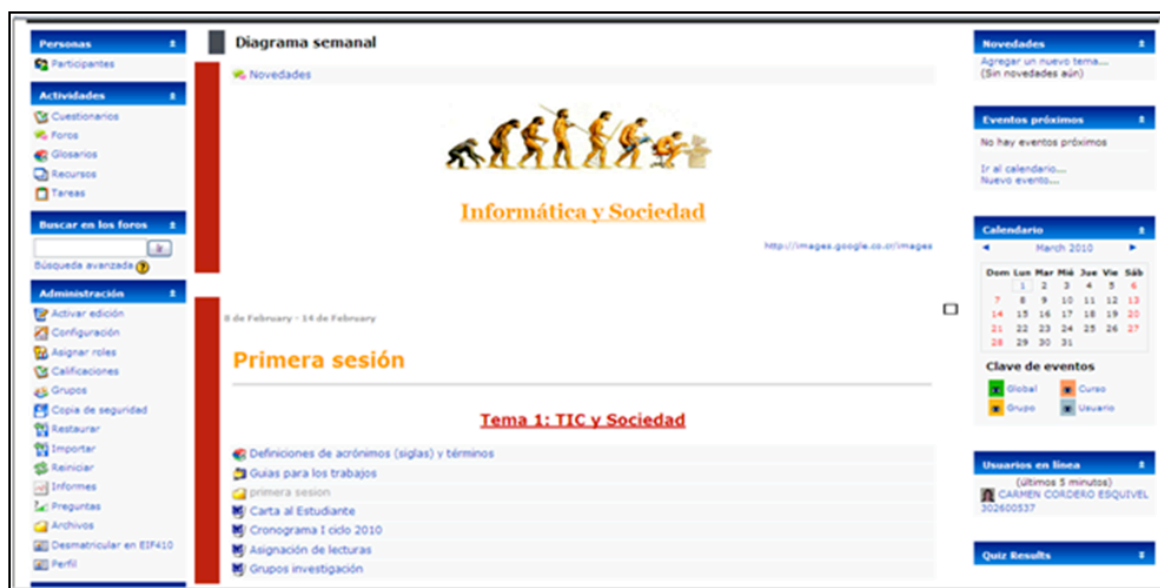 Personas
Participantes
Actividades
Cuestionarios
Foros
Glosarios
Recursos
Tareas
Buscar en los foros
Ir
Búsqueda avanzada
Administración
Activar edición
Configuración
Asignar roles
Calificaciones
Grupos
Copia de seguridad
Restaurar
Importar
Reiniciar
Informes
Preguntas
Archivos
Desmatricular en EIF410
Perfil
Diagrama semanal
Novedades
Informática y Sociedad
http://images.google.co.cr/images
8 de February - 14 de February
Primera sesión
Tema 1: TIC y Sociedad
Definiciones de acrónimos (siglas) y términos
Guias para los trabajos
primera sesion
Carta al Estudiante
Cronograma I ciclo 2010
Asignación de lecturas
Grupos investigación
Novedades
Agregar un nuevo tema...
(Sin novedades aún)
Eventos próximos
No hay eventos próximos
Ir al calendario...
Nuevo evento...
Calendario
March 2010
Dom Lun Mar Mié Jue Vie Sáb
1 2 3 4 5 6
7 8 9 10 11 12 13
14 15 16 17 18 19 20
21 22 23 24 25 26 27
28 29 30 31
Clave de eventos
Global Curso
Grupo Usuario
Usuarios en línea
(últimos 5 minutos)
CARMEN CORDERO ESQUIVEL
302600537
Quiz Results